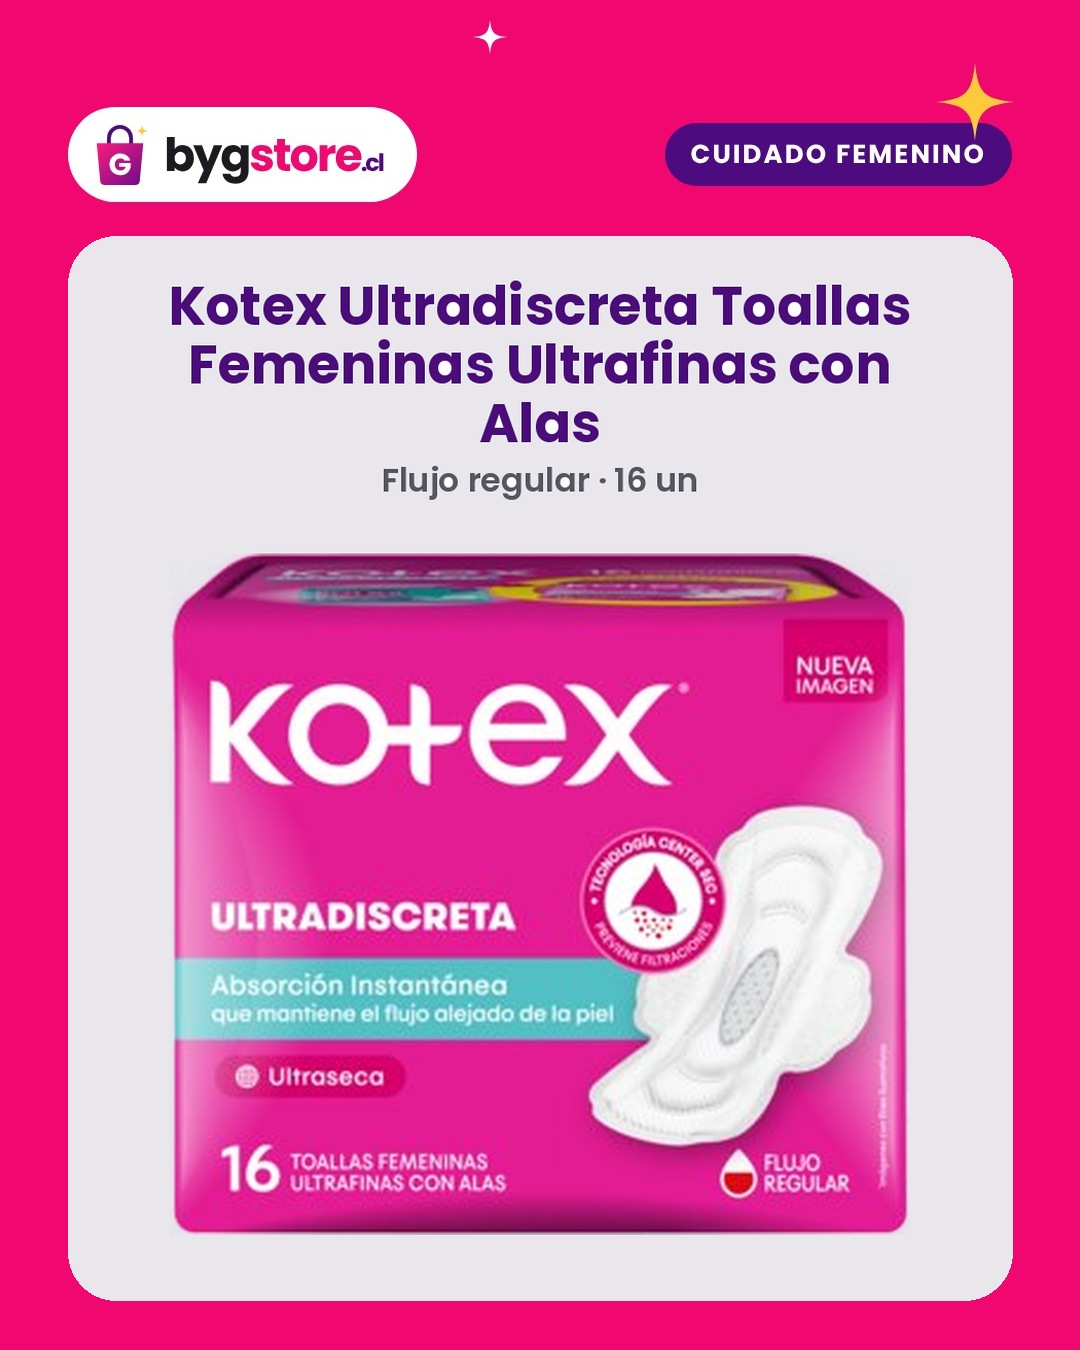 bygstore.cl
CUIDADO FEMENINO
Kotex Ultradiscreta Toallas
Femeninas Ultrafinas con
Alas
Flujo regular · 16 un
NUEVA
IMAGEN
Kotex®
TECNOLOGÍA CENTER SEC
PREVIENE FILTRACIONES
ULTRADISCRETA
Absorción Instantánea
que mantiene el flujo alejado de la piel
Ultraseca
16 TOALLAS FEMENINAS
ULTRAFINAS CON ALAS
FLUJO
REGULAR